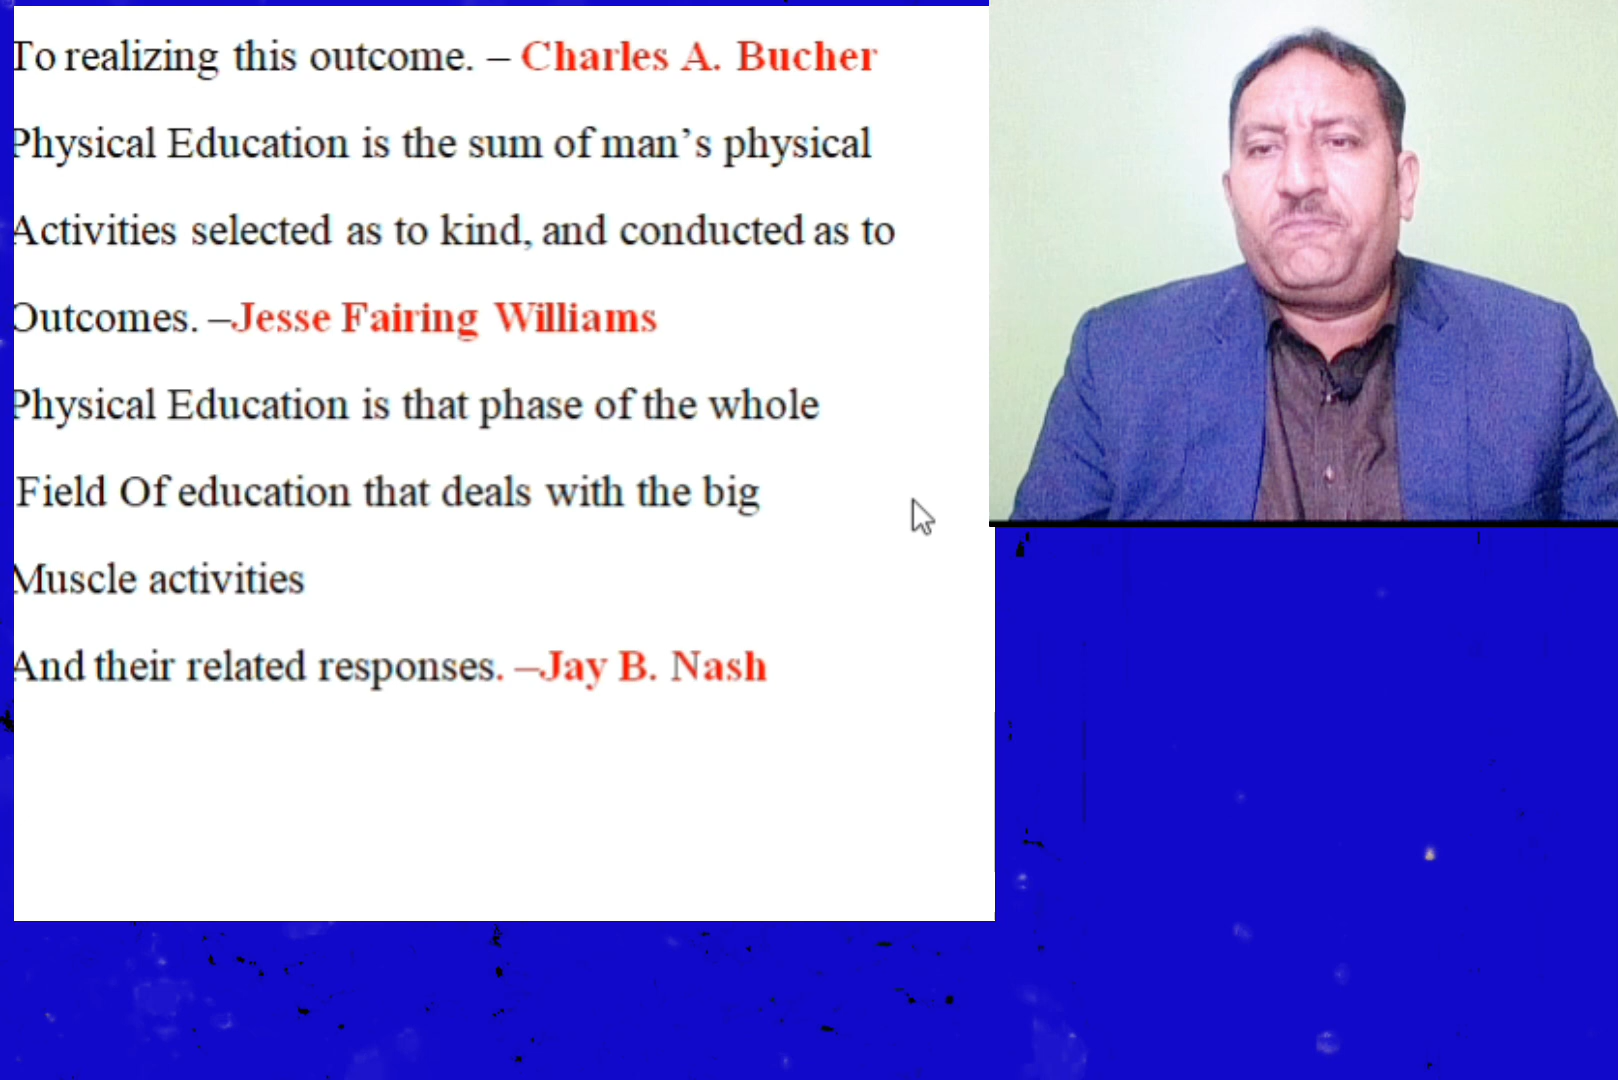 To realizing this outcome. – Charles A. Bucher
Physical Education is the sum of man’s physical
Activities selected as to kind, and conducted as to
Outcomes. –Jesse Fairing Williams
Physical Education is that phase of the whole
Field Of education that deals with the big
Muscle activities
And their related responses. –Jay B. Nash